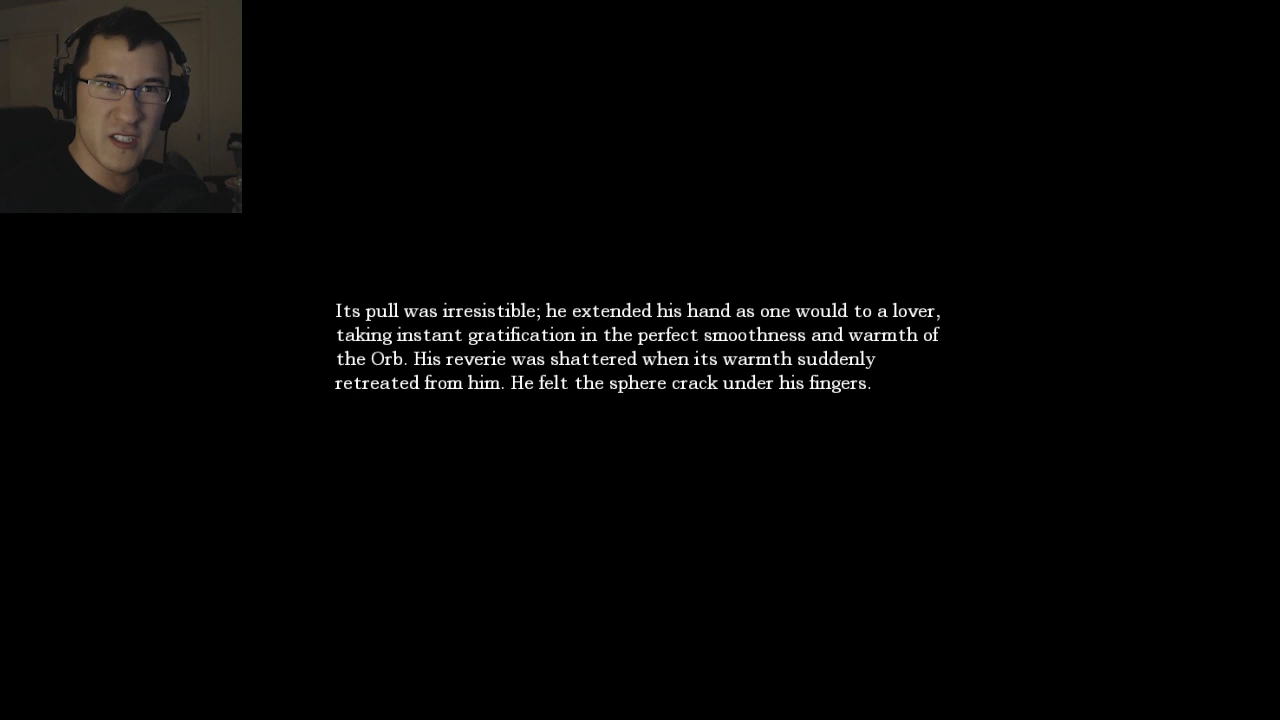 Its pull was irresistible; he extended his hand as one would to a lover,
taking instant gratification in the perfect smoothness and warmth of
the Orb. His reverie was shattered when its warmth suddenly
retreated from him. He felt the sphere crack under his fingers.